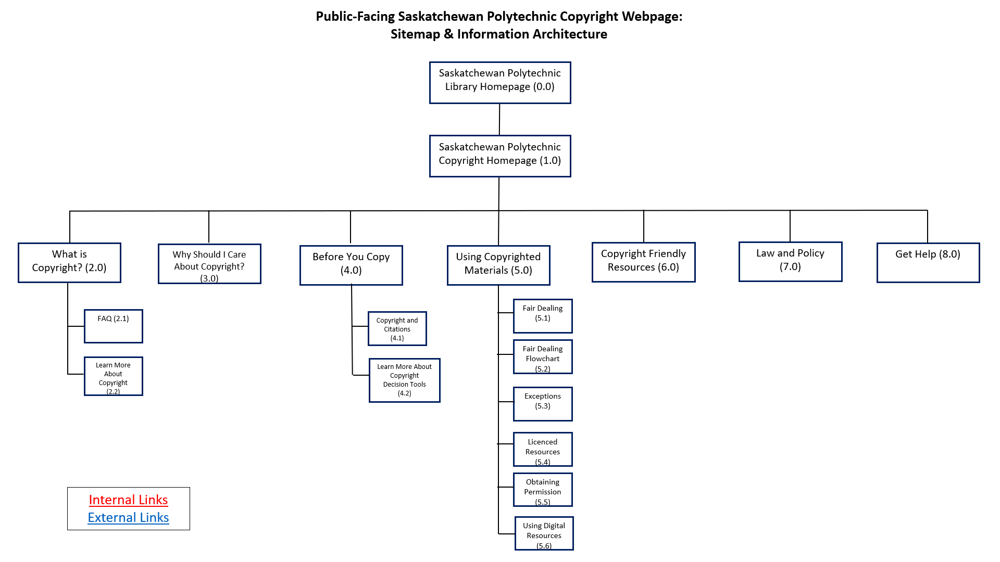 Public-Facing Saskatchewan Polytechnic Copyright Webpage:
Sitemap & Information Architecture
Saskatchewan Polytechnic
Library Homepage (0.0)
Saskatchewan Polytechnic
Copyright Homepage (1.0)
What is
Copyright? (2.0)
Why Should I Care
About Copyright?
(3.0)
Before You Copy
(4.0)
Using Copyrighted
Materials (5.0)
Copyright Friendly
Resources (6.0)
Law and Policy
(7.0)
Get Help (8.0)
FAQ (2.1)
Learn More
About
Copyright
(2.2)
Copyright and
Citations
(4.1)
Learn More About
Copyright
Decision Tools
(4.2)
Fair Dealing
(5.1)
Fair Dealing
Flowchart
(5.2)
Exceptions
(5.3)
Licenced
Resources
(5.4)
Obtaining
Permission
(5.5)
Using Digital
Resources
(5.6)
Internal Links
External Links